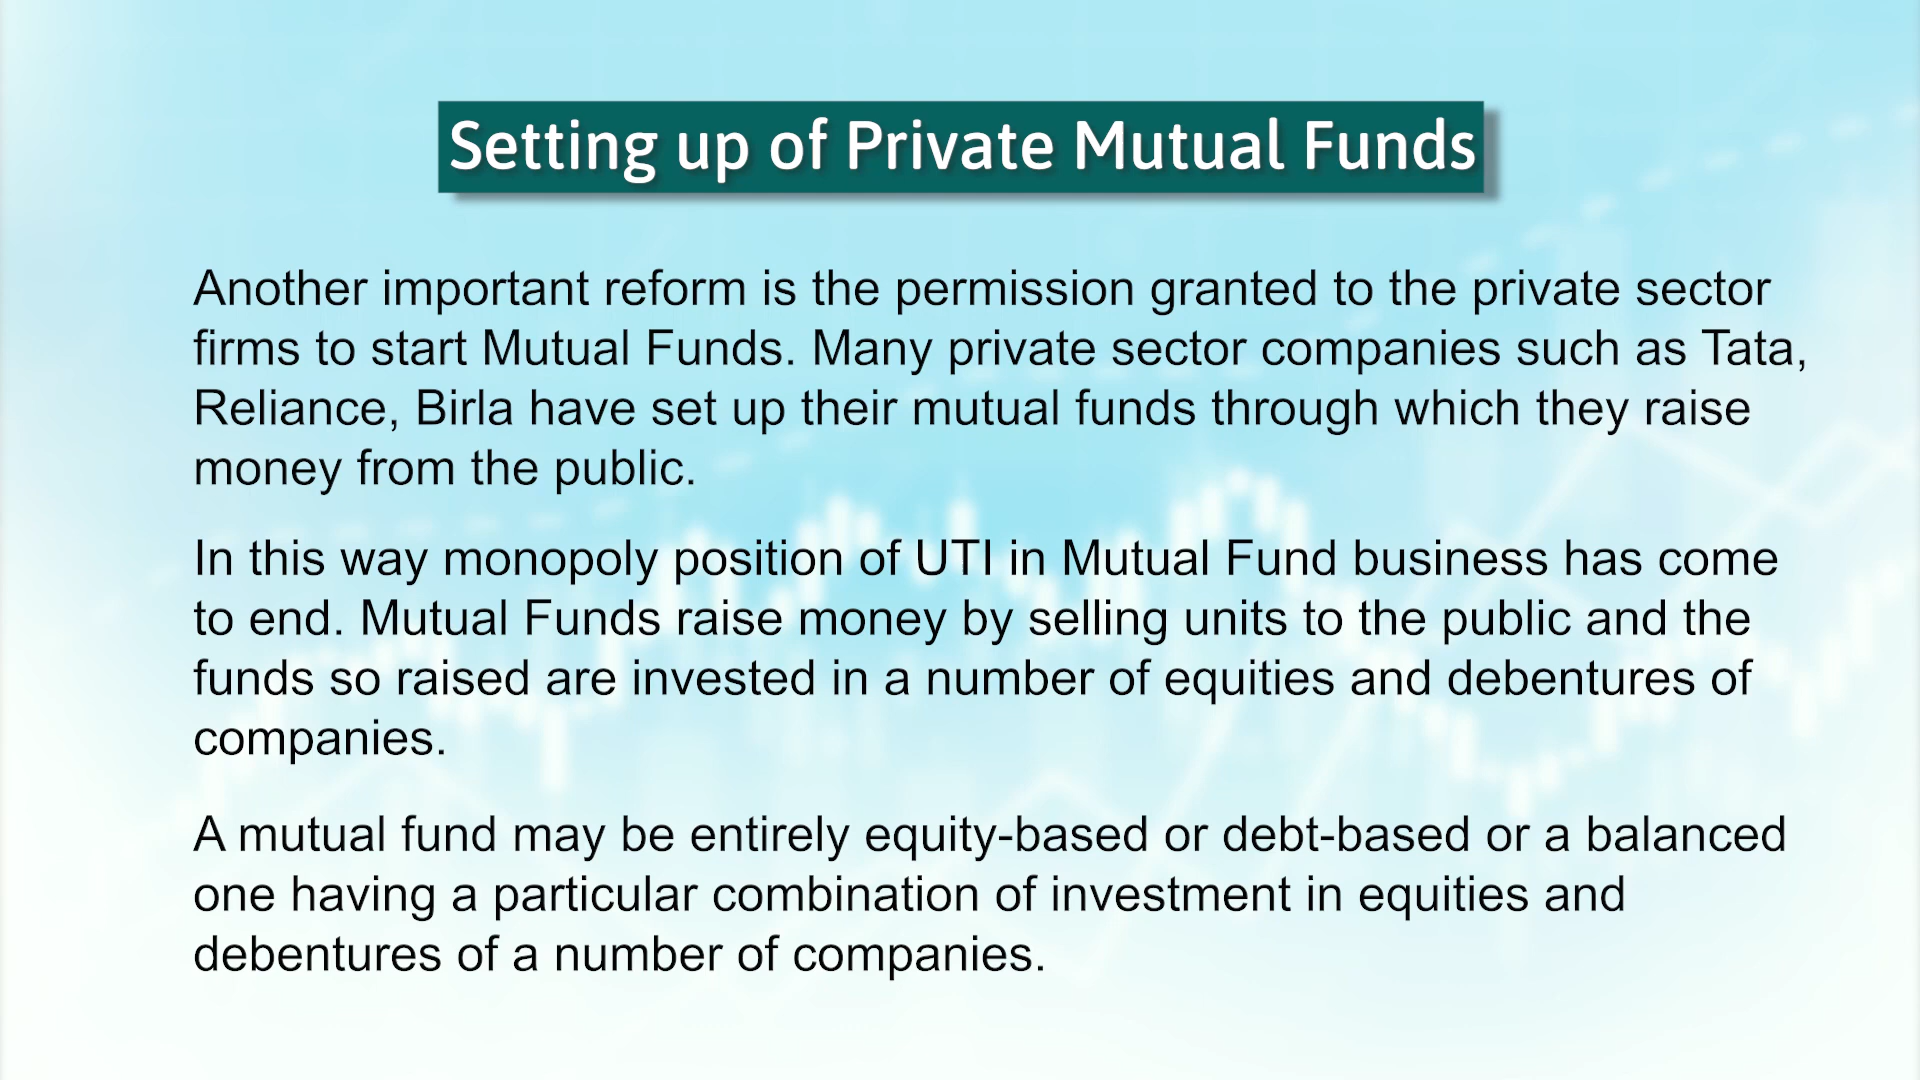 Setting up of Private Mutual Funds
Another important reform is the permission granted to the private sector
firms to start Mutual Funds. Many private sector companies such as Tata,
Reliance, Birla have set up their mutual funds through which they raise
money from the public.
In this way monopoly position of UTI in Mutual Fund business has come
to end. Mutual Funds raise money by selling units to the public and the
funds so raised are invested in a number of equities and debentures of
companies.
A mutual fund may be entirely equity-based or debt-based or a balanced
one having a particular combination of investment in equities and
debentures of a number of companies.